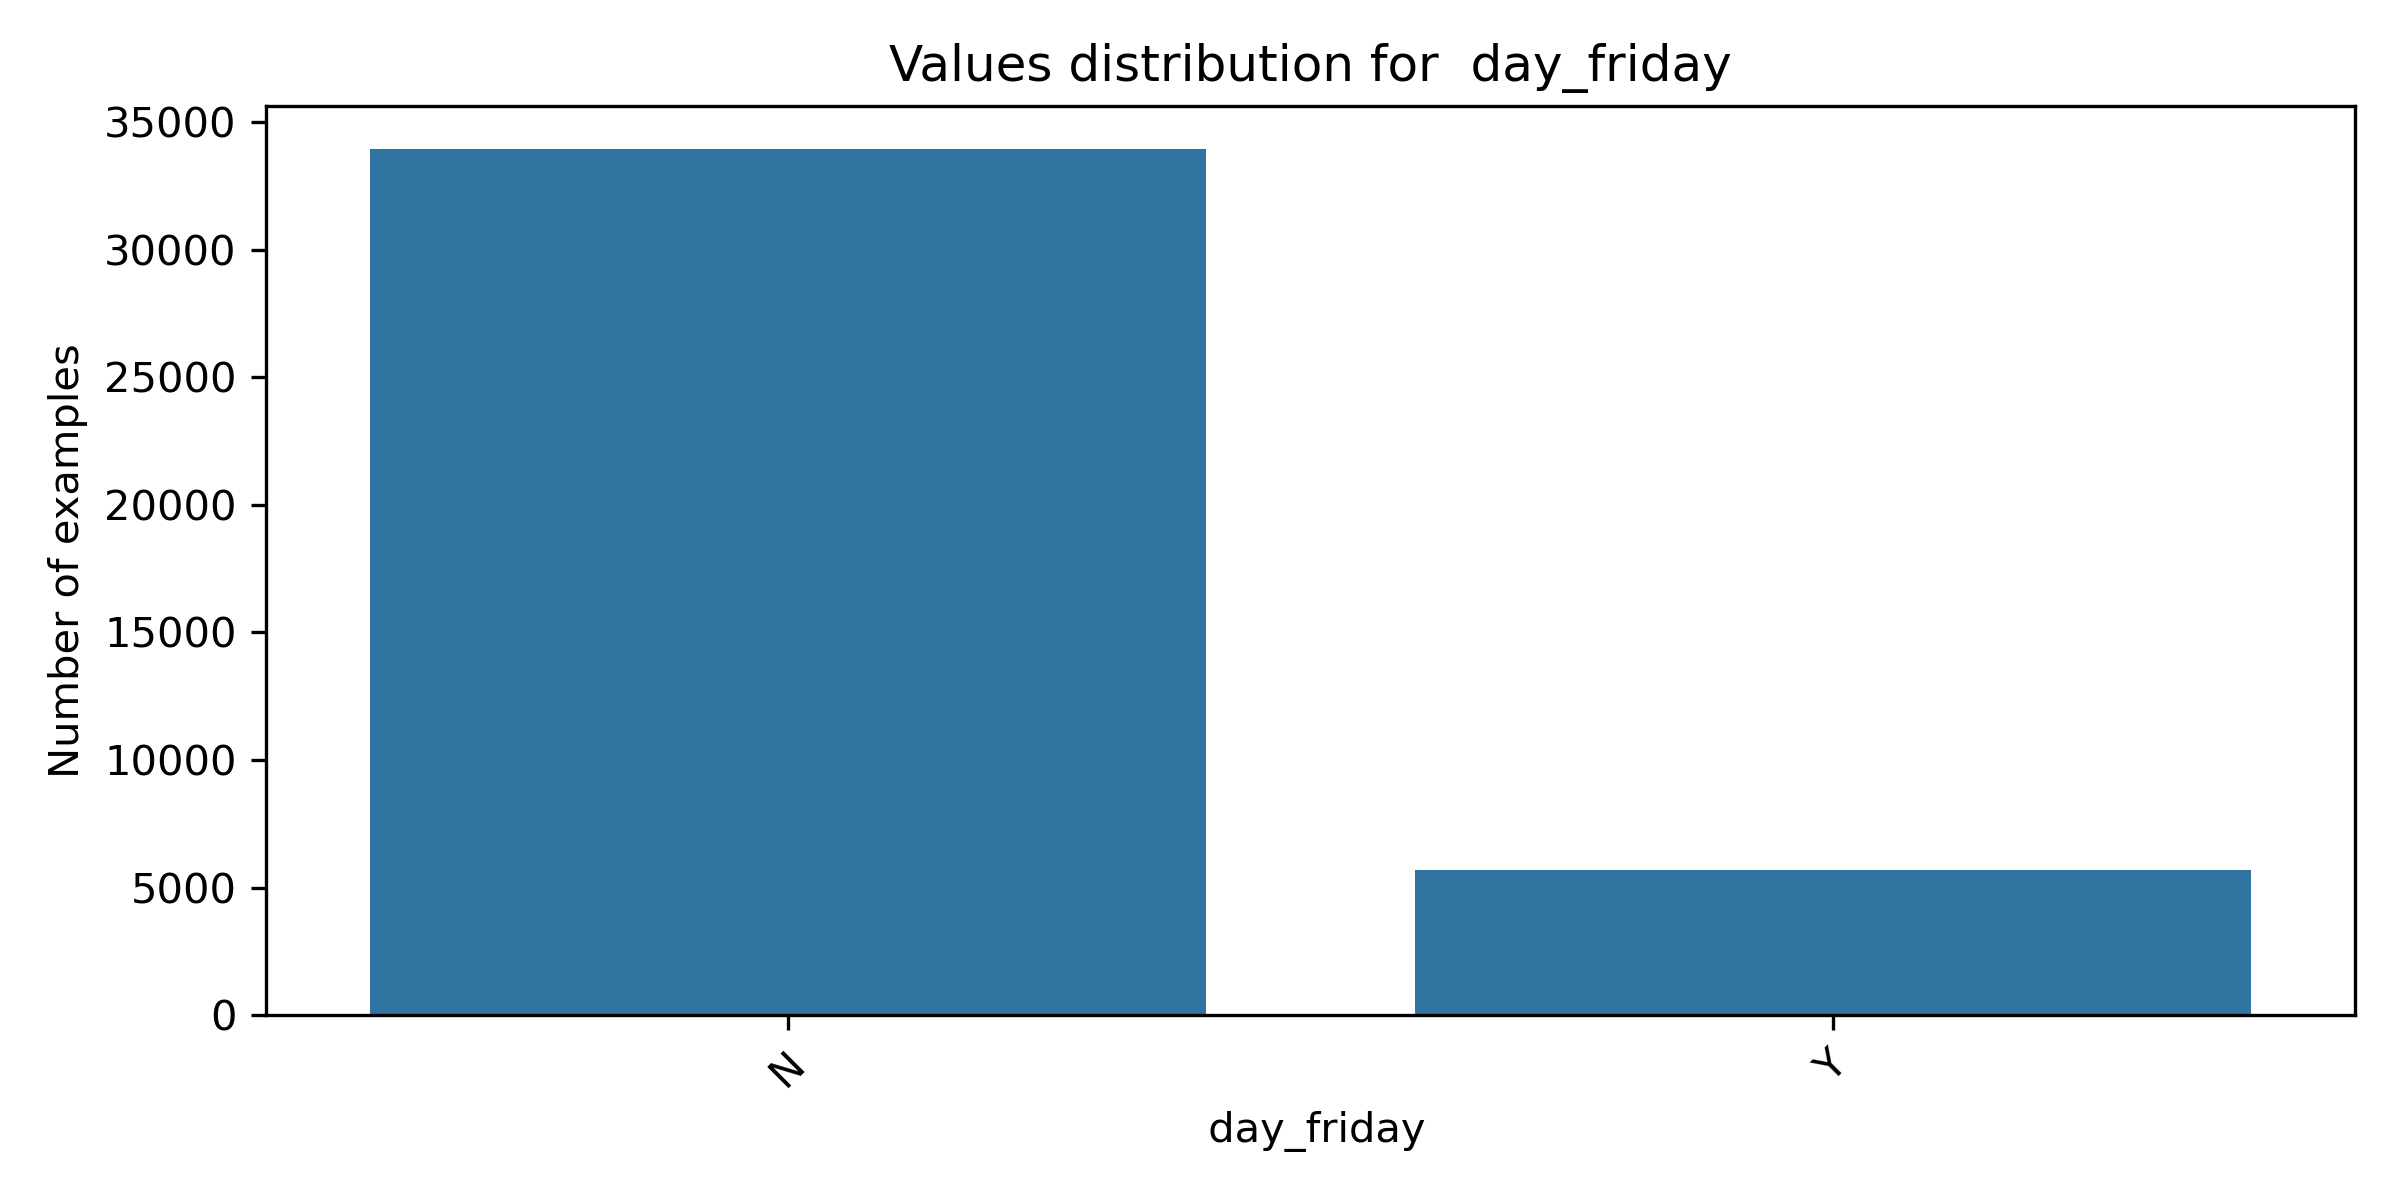 Values distribution for  day_friday
35000
30000
25000
20000
15000
10000
5000
0
Number of examples
N
Y
day_friday